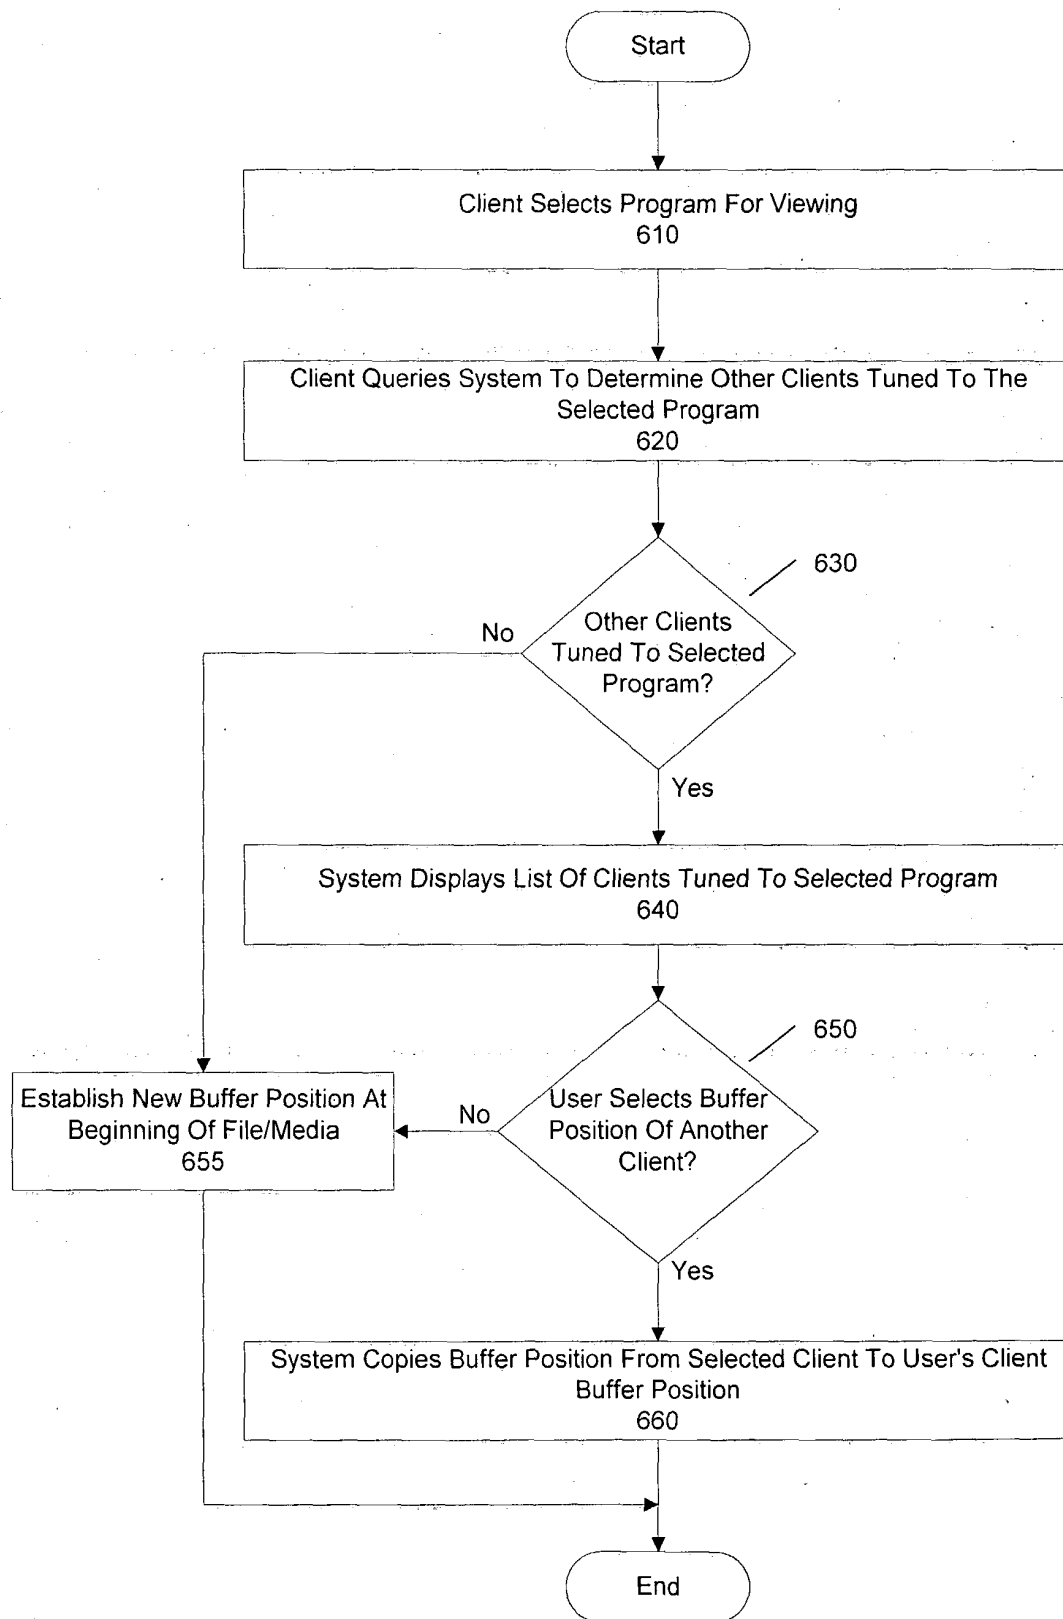 Start
Client Selects Program For Viewing
610
Client Queries System To Determine Other Clients Tuned To The
Selected Program
620
630
Other Clients
Tuned To Selected
Program?
No
Yes
System Displays List Of Clients Tuned To Selected Program
640
650
User Selects Buffer
Position Of Another
Client?
No
Establish New Buffer Position At
Beginning Of File/Media
655
Yes
System Copies Buffer Position From Selected Client To User's Client
Buffer Position
660
End